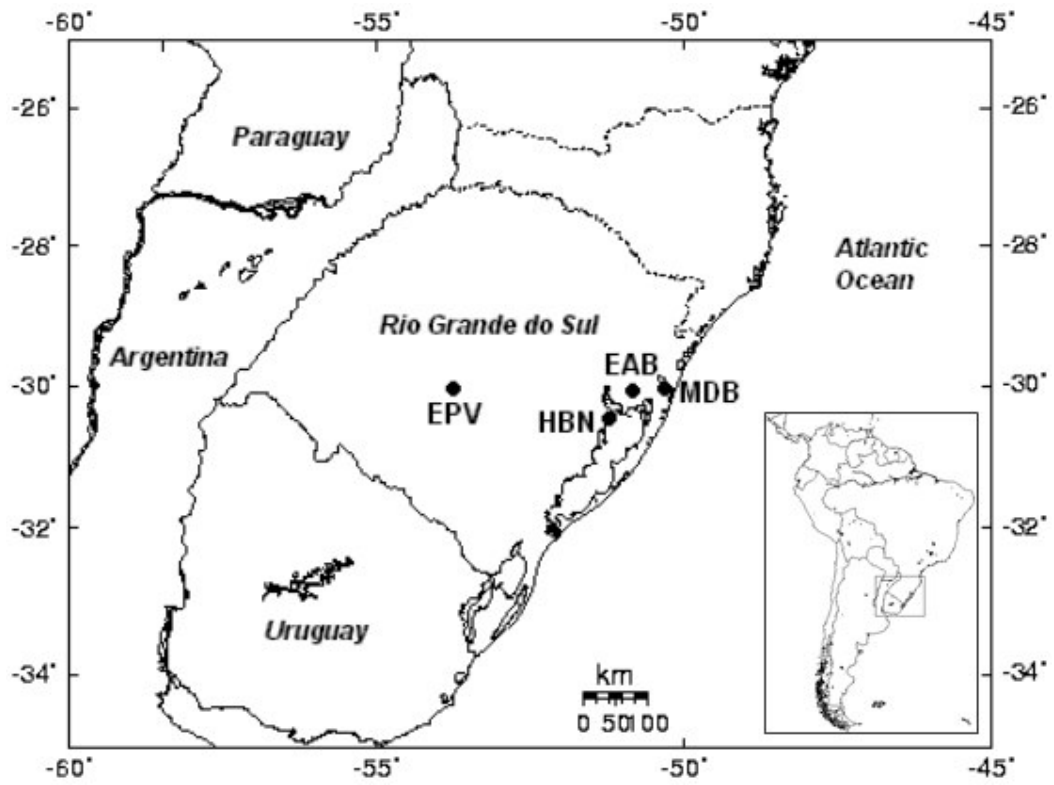 -60° -55° -50° -45°
-26° -26°
Paraguay
-28° -28°
Atlantic
Ocean
Rio Grande do Sul
Argentina
EAB
-30° -30°
MDB
EPV
HBN
-32° -32°
Uruguay
-34° -34°
km
0 50 100
-60° -55° -50° -45°